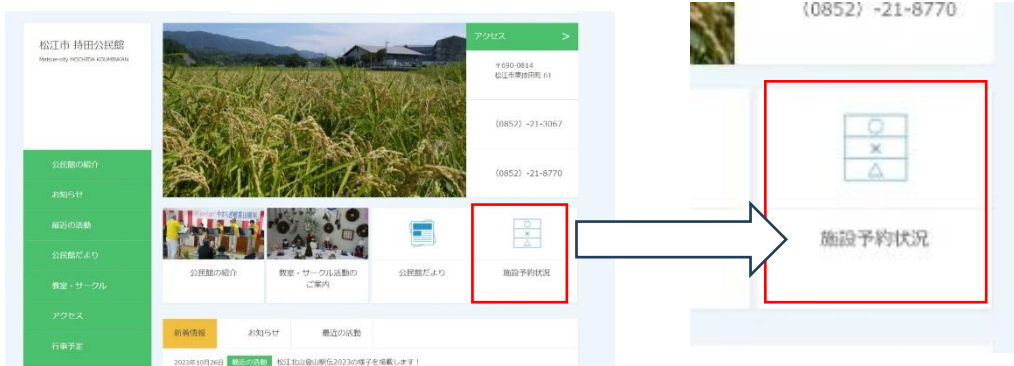 松江市 持田公民館
Matsue-city MOCHIDA KOUMINKAN
公民館の紹介
お知らせ
最近の活動
公民館だより
教室・サークル
アクセス
行事予定
アクセス >
〒690-0814
松江市東持田町 61
(0852) -21-3067
(0852) -21-8770
公民館の紹介
教室・サークル活動の
ご案内
公民館だより
施設予約状況
新着情報 お知らせ 最近の活動
2023年10月26日 最近の活動 松江北山登山駅伝2023の様子を掲載します！
(0852) -21-8770
施設予約状況